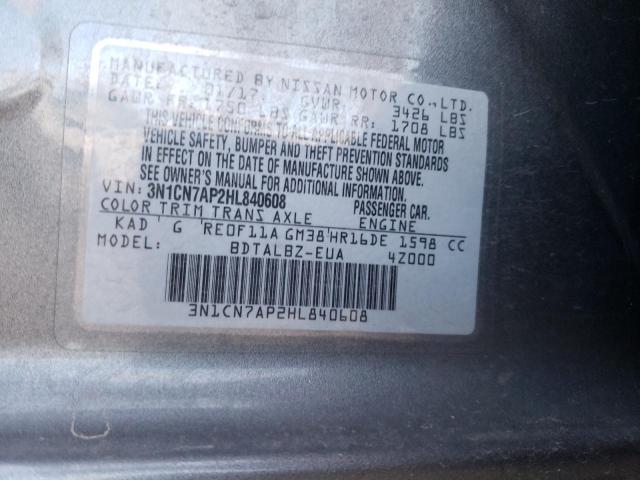 MANUFACTURED BY NISSAN MOTOR CO.,LTD.
DATE: 01/17 GVWR: 3426 LBS
GAWR FR: 1750 LBS GAWR RR: 1708 LBS
THIS VEHICLE CONFORMS TO ALL APPLICABLE FEDERAL MOTOR
VEHICLE SAFETY, BUMPER AND THEFT PREVENTION STANDARDS
IN EFFECT ON THE DATE OF MANUFACTURE SHOWN ABOVE.
SEE OWNER'S MANUAL FOR ADDITIONAL INFORMATION
VIN: 3N1CN7AP2HL840608 PASSENGER CAR.
COLOR TRIM TRANS AXLE ENGINE
KAD G RE0F11A GM38 HR16DE 1598 CC
MODEL: BDTALBZ-EUA 4Z000
3N1CN7AP2HL840608